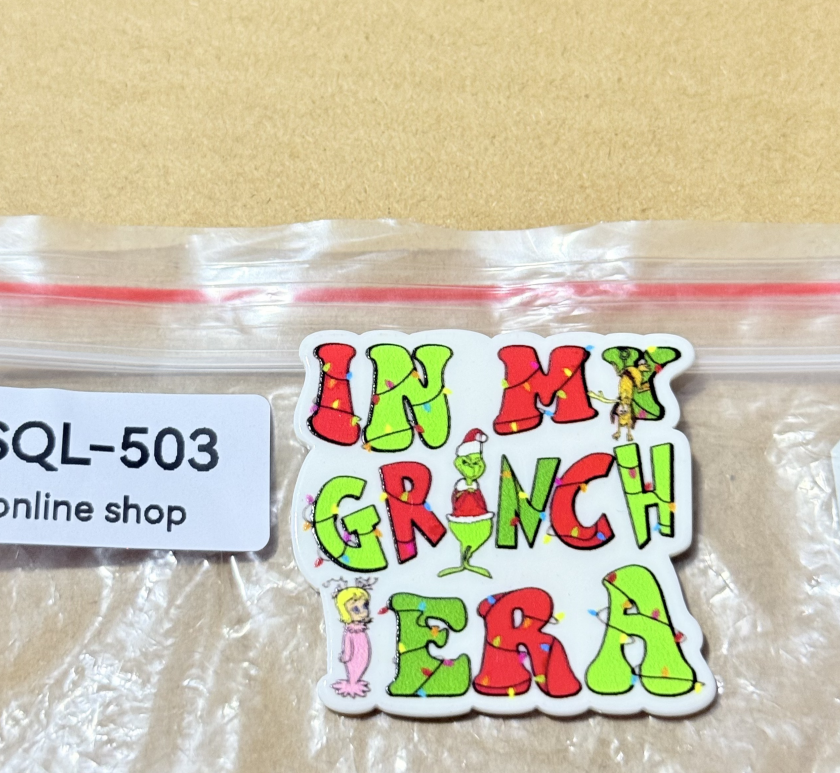 SQL-503
online shop
IN MY
GRINCH
ERA